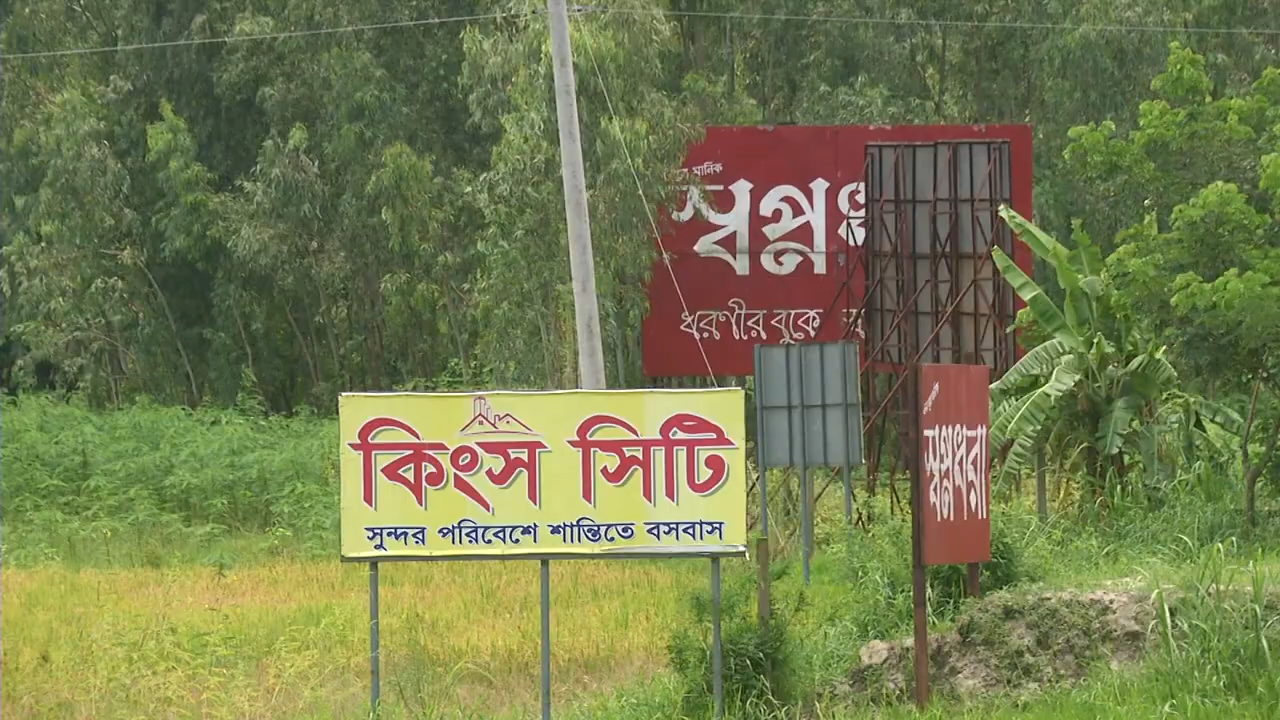 মানিক
স্বপ্ন
ধরণীর বুকে
কিংস সিটি
সুন্দর পরিবেশে শান্তিতে বসবাস
স্বপ্নধরা